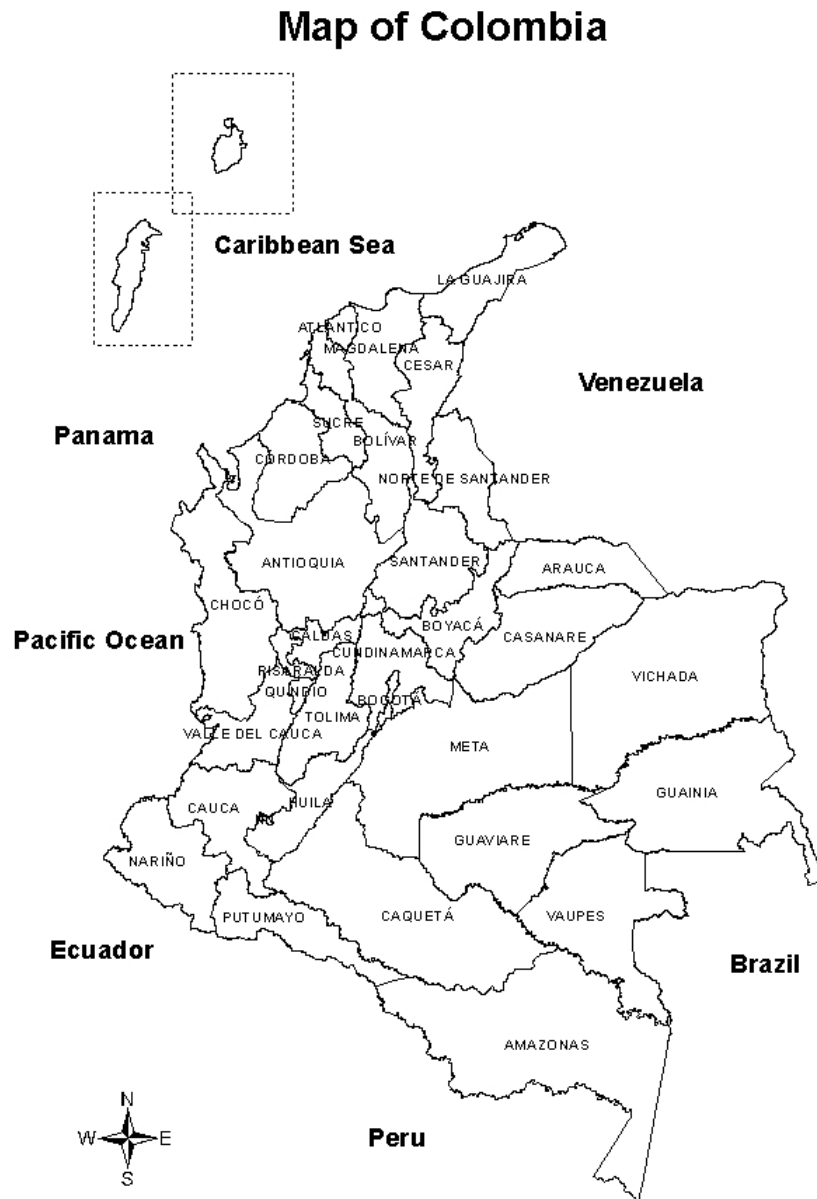 Map of Colombia
Caribbean Sea
LA GUAJIRA
ATLANTICO
MAGDALENA
CESAR
Venezuela
Panama
SUCRE
BOLÍVAR
CÓRDOBA
NORTE DE SANTANDER
ANTIOQUIA
SANTANDER
ARAUCA
CHOCÓ
BOYACÁ
Pacific Ocean
CALDAS
CASANARE
CUNDINAMARCA
RISARALDA
VICHADA
QUINDIO
BOGOTÁ
TOLIMA
VALLE DEL CAUCA
META
GUAINIA
CAUCA
HUILA
GUAVIARE
NARIÑO
PUTUMAYO
CAQUETÁ
VAUPES
Ecuador
Brazil
AMAZONAS
N
W
E
S
Peru